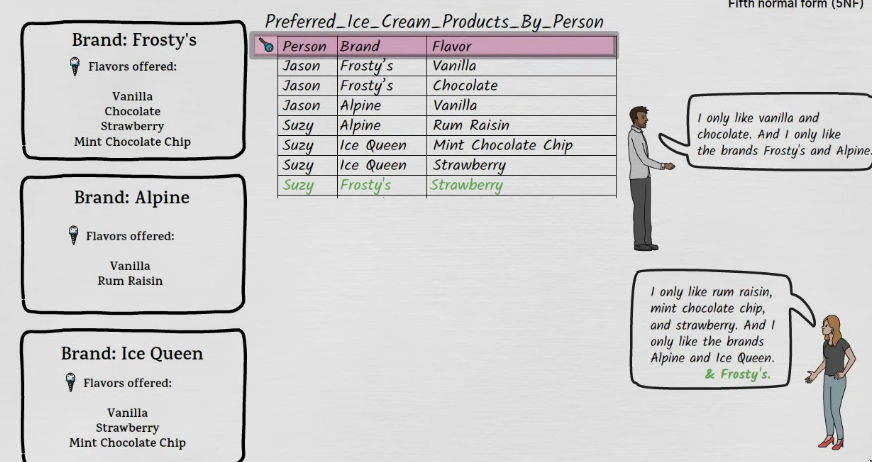 Fifth normal form (5NF)
Brand: Frosty's
Flavors offered:
Vanilla
Chocolate
Strawberry
Mint Chocolate Chip
Brand: Alpine
Flavors offered:
Vanilla
Rum Raisin
Brand: Ice Queen
Flavors offered:
Vanilla
Strawberry
Mint Chocolate Chip
Preferred_Ice_Cream_Products_By_Person
Person Brand Flavor
Jason Frosty's Vanilla
Jason Frosty's Chocolate
Jason Alpine Vanilla
Suzy Alpine Rum Raisin
Suzy Ice Queen Mint Chocolate Chip
Suzy Ice Queen Strawberry
Suzy Frosty's Strawberry
I only like vanilla and
chocolate. And I only like
the brands Frosty's and Alpine.
I only like rum raisin,
mint chocolate chip,
and strawberry. And I
only like the brands
Alpine and Ice Queen.
& Frosty's.